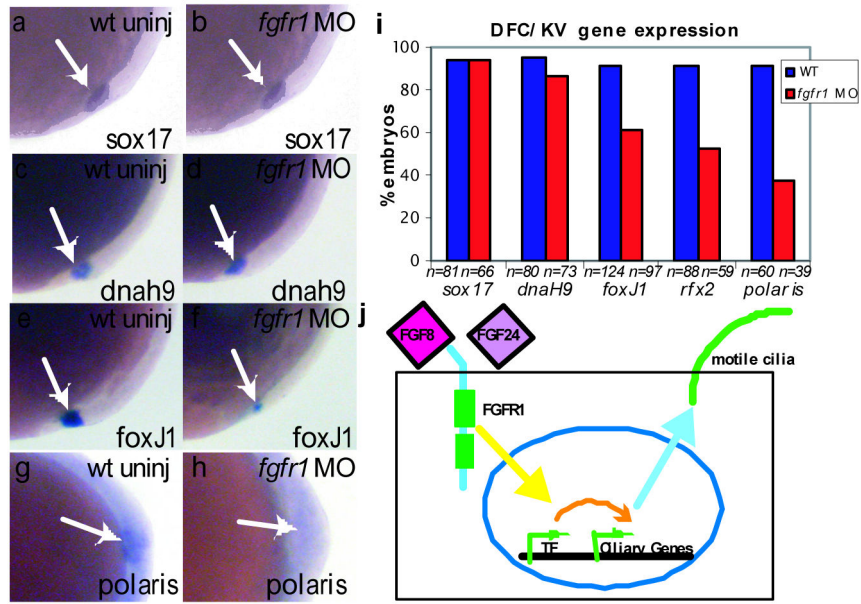 a wt uninj
sox17
b fgfr1 MO
sox17
c wt uninj
dnah9
d fgfr1 MO
dnah9
e wt uninj
foxJ1
f fgfr1 MO
foxJ1
g wt uninj
polaris
h fgfr1 MO
polaris
i
DFC/ KV gene expression
%embryos
100
80
60
40
20
0
WT
fgfr1 MO
n=81 n=66 n=80 n=73 n=124 n=97 n=88 n=59 n=60 n=39
sox17 dnaH9 foxJ1 rfx2 polaris
j
FGF8 FGF24
motile cilia
FGFR1
TF Ciliary Genes